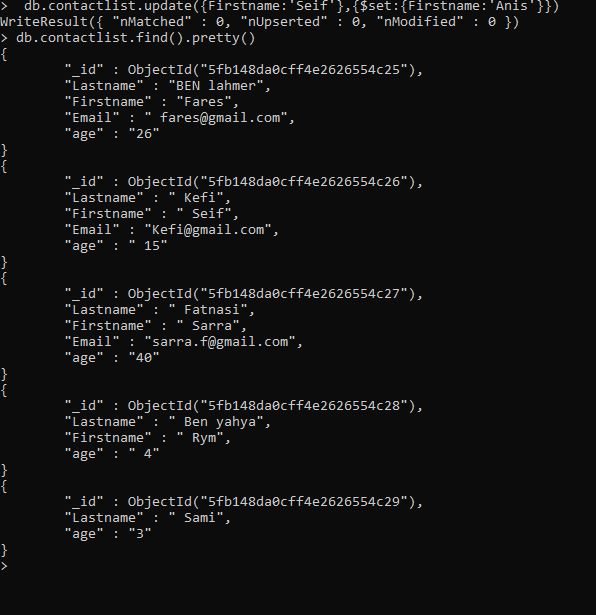 >  db.contactlist.update({Firstname:'Seif'},{$set:{Firstname:'Anis'}})
WriteResult({ "nMatched" : 0, "nUpserted" : 0, "nModified" : 0 })
> db.contactlist.find().pretty()
{
        "_id" : ObjectId("5fb148da0cff4e2626554c25"),
        "Lastname" : "BEN lahmer",
        "Firstname" : "Fares",
        "Email" : " fares@gmail.com",
        "age" : "26"
}
{
        "_id" : ObjectId("5fb148da0cff4e2626554c26"),
        "Lastname" : " Kefi",
        "Firstname" : " Seif",
        "Email" : "Kefi@gmail.com",
        "age" : " 15"
}
{
        "_id" : ObjectId("5fb148da0cff4e2626554c27"),
        "Lastname" : " Fatnasi",
        "Firstname" : " Sarra",
        "Email" : "sarra.f@gmail.com",
        "age" : "40"
}
{
        "_id" : ObjectId("5fb148da0cff4e2626554c28"),
        "Lastname" : " Ben yahya",
        "Firstname" : " Rym",
        "age" : " 4"
}
{
        "_id" : ObjectId("5fb148da0cff4e2626554c29"),
        "Lastname" : " Sami",
        "age" : "3"
}
>